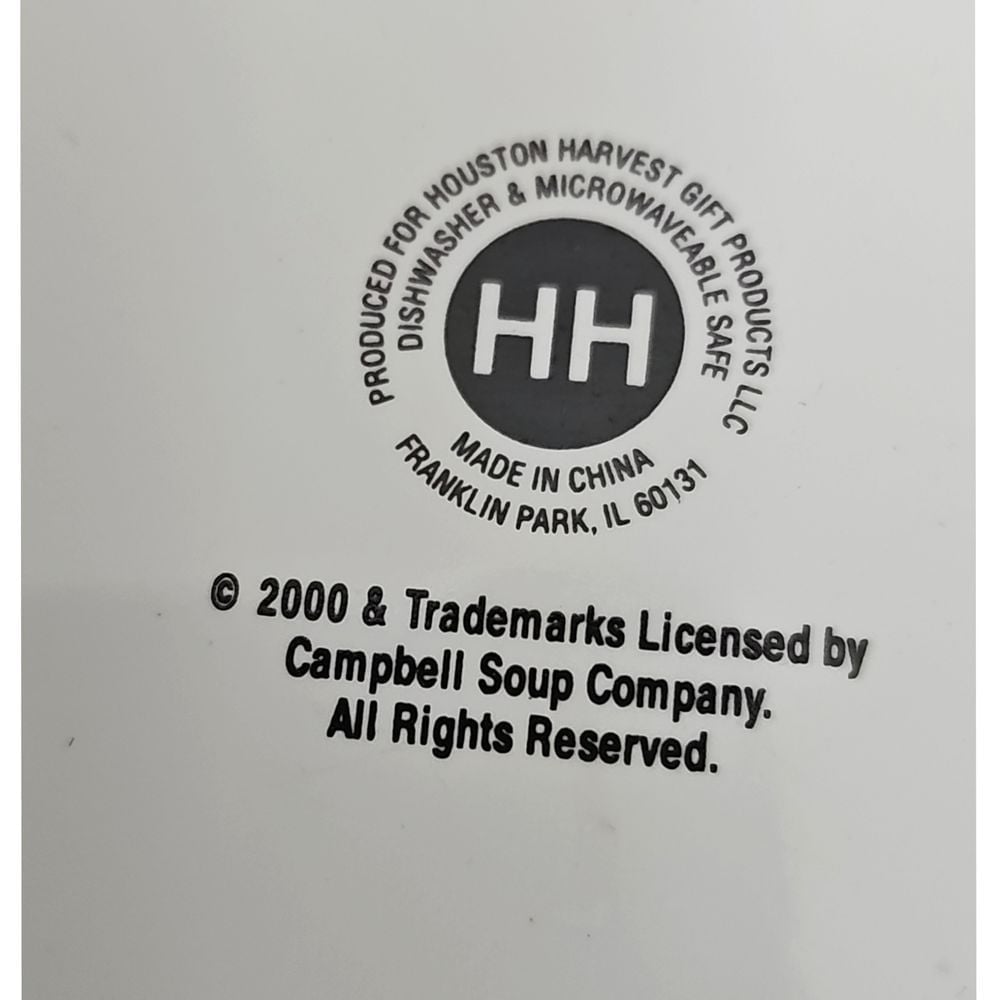 PRODUCED FOR HOUSTON HARVEST GIFT PRODUCTS LLC
DISHWASHER & MICROWAVEABLE SAFE
HH
MADE IN CHINA
FRANKLIN PARK, IL 60131
© 2000 & Trademarks Licensed by
Campbell Soup Company.
All Rights Reserved.